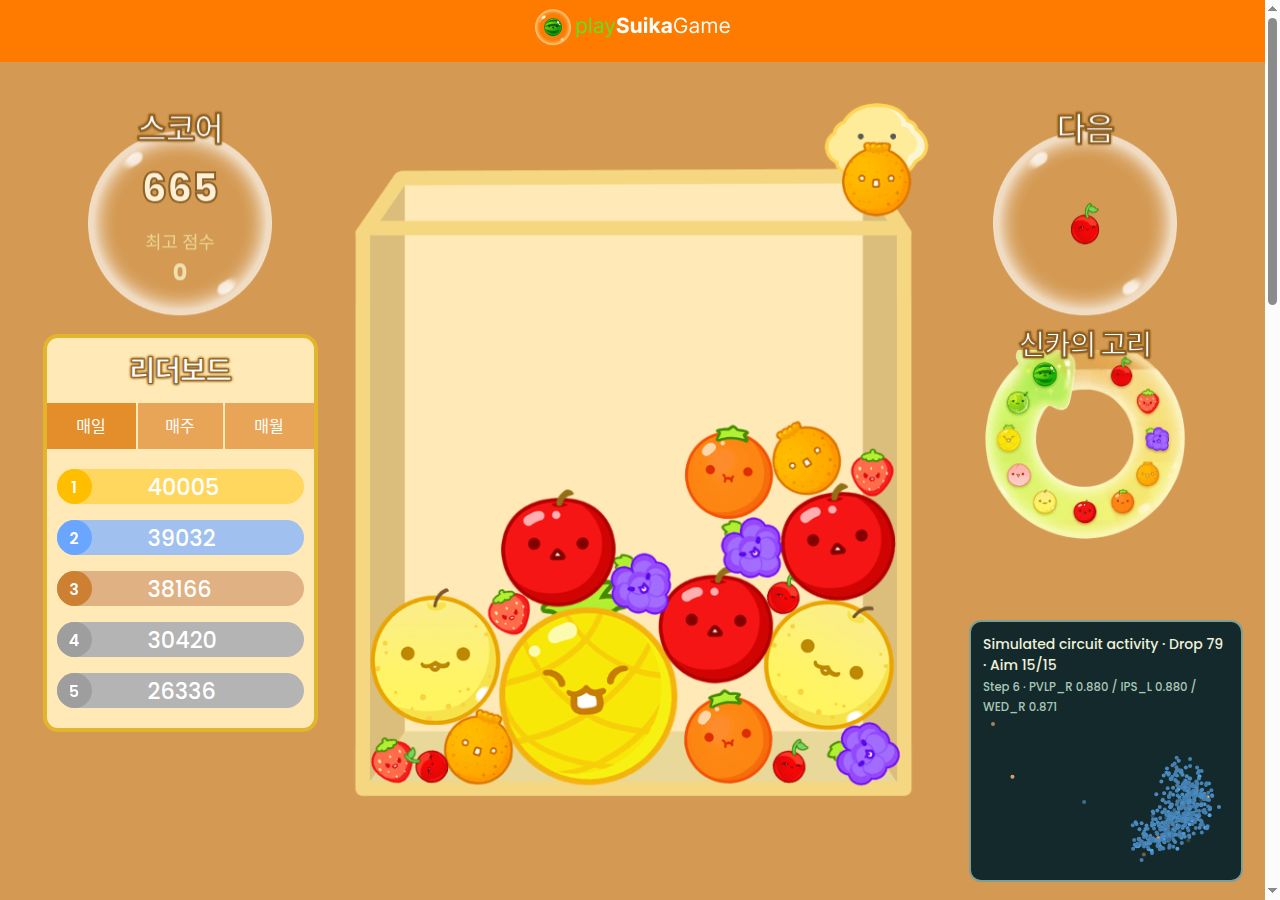 playSuikaGame
스코어
665
최고 점수
0
리더보드
매일 매주 매월
1 40005
2 39032
3 38166
4 30420
5 26336
다음
신카의 고리
Simulated circuit activity · Drop 79
· Aim 15/15
Step 6 · PVLP_R 0.880 / IPS_L 0.880 /
WED_R 0.871